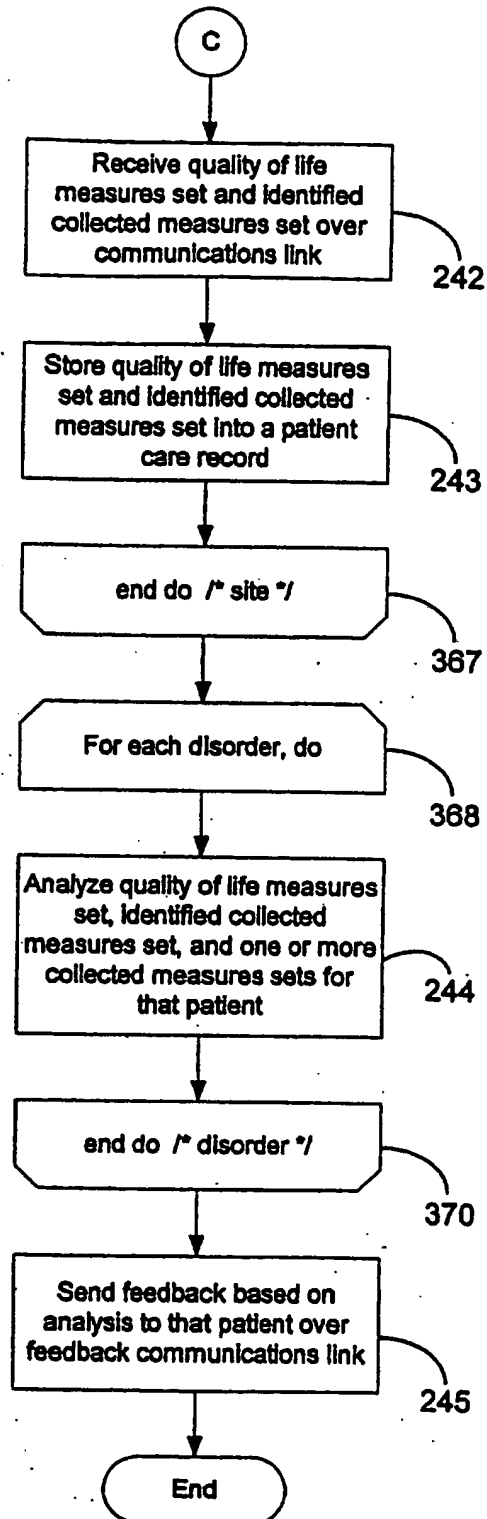 C
Receive quality of life
measures set and identified
collected measures set over
communications link
242
Store quality of life measures
set and identified collected
measures set into a patient
care record
243
end do /* site */
367
For each disorder, do
368
Analyze quality of life measures
set, identified collected
measures set, and one or more
collected measures sets for
that patient
244
end do /* disorder */
370
Send feedback based on
analysis to that patient over
feedback communications link
245
End